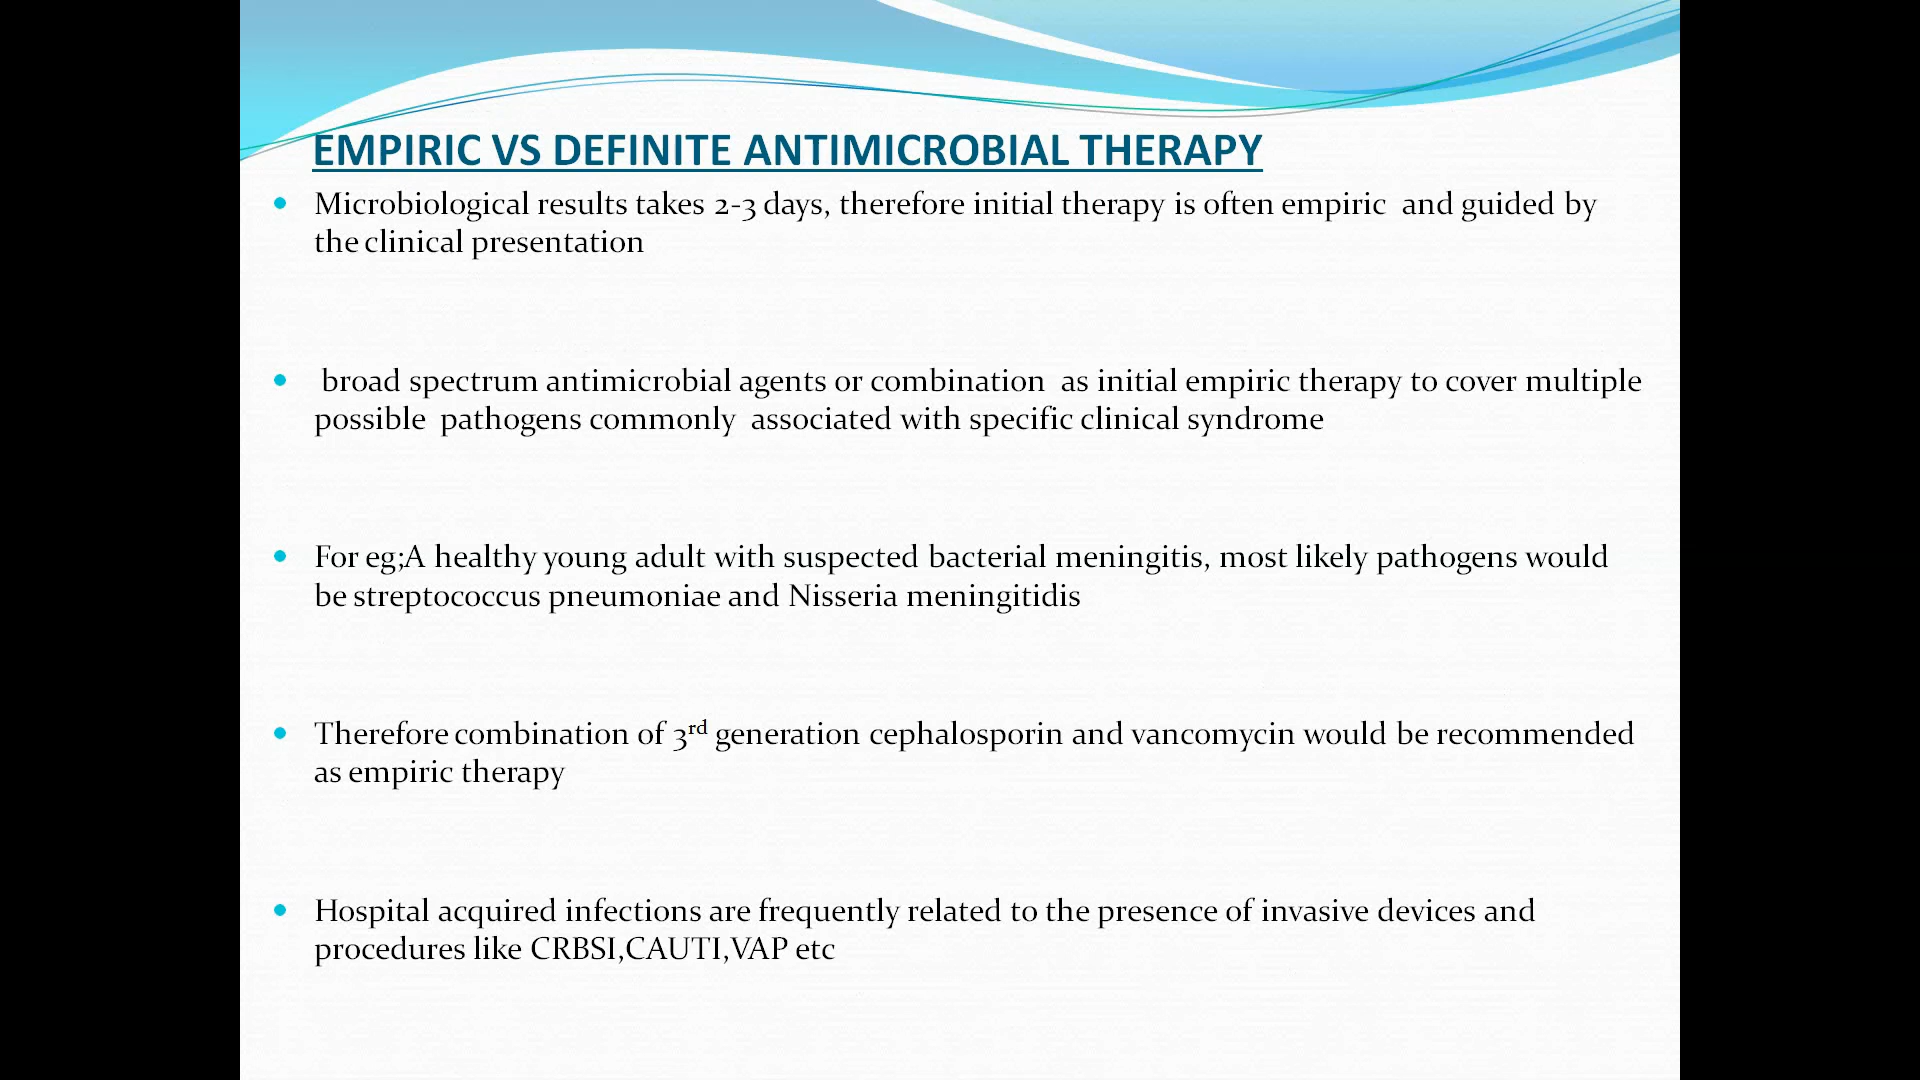 EMPIRIC VS DEFINITE ANTIMICROBIAL THERAPY
• Microbiological results takes 2-3 days, therefore initial therapy is often empiric and guided by
the clinical presentation
• broad spectrum antimicrobial agents or combination as initial empiric therapy to cover multiple
possible pathogens commonly associated with specific clinical syndrome
• For eg;A healthy young adult with suspected bacterial meningitis, most likely pathogens would
be streptococcus pneumoniae and Nisseria meningitidis
• Therefore combination of 3rd generation cephalosporin and vancomycin would be recommended
as empiric therapy
• Hospital acquired infections are frequently related to the presence of invasive devices and
procedures like CRBSI,CAUTI,VAP etc